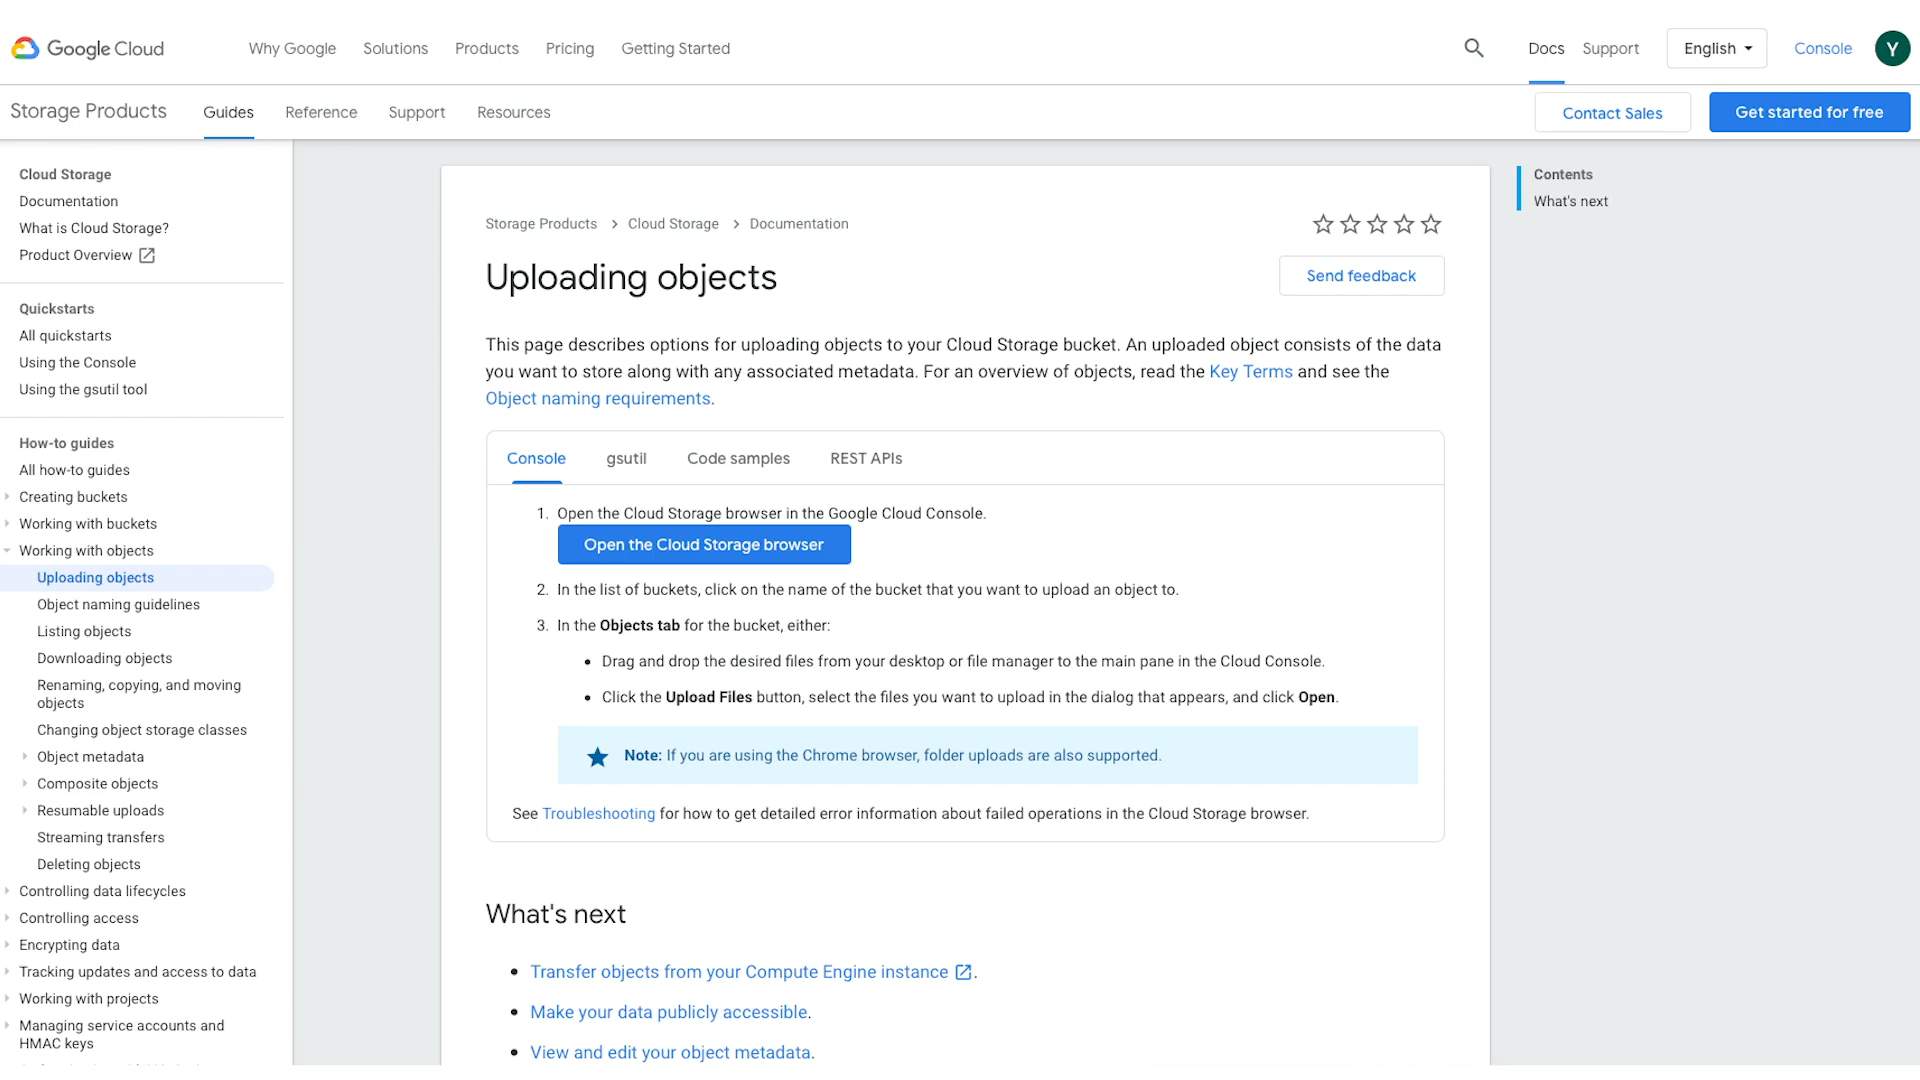 Google Cloud
Why Google
Solutions
Products
Pricing
Getting Started
Docs
Support
English
Console
Y
Storage Products
Guides
Reference
Support
Resources
Contact Sales
Get started for free
Cloud Storage
Documentation
What is Cloud Storage?
Product Overview
Quickstarts
All quickstarts
Using the Console
Using the gsutil tool
How-to guides
All how-to guides
Creating buckets
Working with buckets
Working with objects
Uploading objects
Object naming guidelines
Listing objects
Downloading objects
Renaming, copying, and moving
objects
Changing object storage classes
Object metadata
Composite objects
Resumable uploads
Streaming transfers
Deleting objects
Controlling data lifecycles
Controlling access
Encrypting data
Tracking updates and access to data
Working with projects
Managing service accounts and
HMAC keys
Storage Products > Cloud Storage > Documentation
Uploading objects
Send feedback
This page describes options for uploading objects to your Cloud Storage bucket. An uploaded object consists of the data
you want to store along with any associated metadata. For an overview of objects, read the Key Terms and see the
Object naming requirements.
Console
gsutil
Code samples
REST APIs
1. Open the Cloud Storage browser in the Google Cloud Console.
Open the Cloud Storage browser
2. In the list of buckets, click on the name of the bucket that you want to upload an object to.
3. In the Objects tab for the bucket, either:
• Drag and drop the desired files from your desktop or file manager to the main pane in the Cloud Console.
• Click the Upload Files button, select the files you want to upload in the dialog that appears, and click Open.
Note: If you are using the Chrome browser, folder uploads are also supported.
See Troubleshooting for how to get detailed error information about failed operations in the Cloud Storage browser.
What's next
• Transfer objects from your Compute Engine instance .
• Make your data publicly accessible.
• View and edit your object metadata.
Contents
What's next